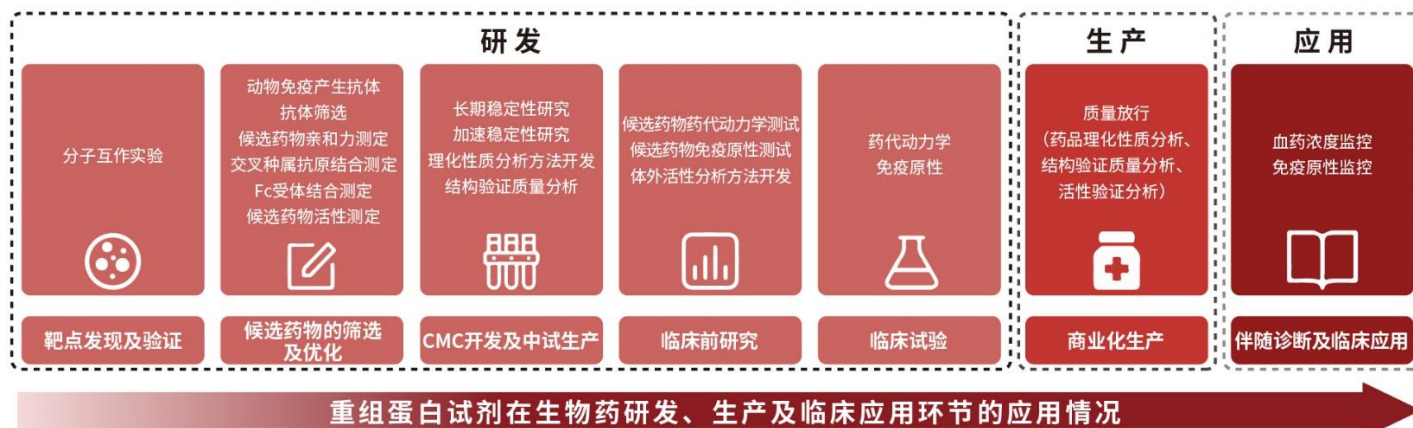 研发
分子互作实验
靶点发现及验证
动物免疫产生抗体
抗体筛选
候选药物亲和力测定
交叉种属抗原结合测定
Fc受体结合测定
候选药物活性测定
候选药物的筛选
及优化
长期稳定性研究
加速稳定性研究
理化性质分析方法开发
结构验证质量分析
CMC开发及中试生产
候选药物药代动力学测试
候选药物免疫原性测试
体外活性分析方法开发
临床前研究
药代动力学
免疫原性
临床试验
生产
质量放行
（药品理化性质分析、
结构验证质量分析、
活性验证分析）
商业化生产
应用
血药浓度监控
免疫原性监控
伴随诊断及临床应用
重组蛋白试剂在生物药研发、生产及临床应用环节的应用情况